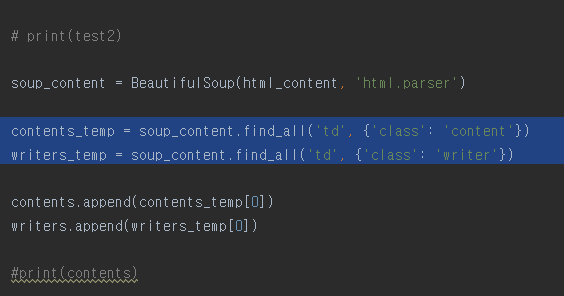 # print(test2)
soup_content = BeautifulSoup(html_content, 'html.parser')
contents_temp = soup_content.find_all('td', {'class': 'content'})
writers_temp = soup_content.find_all('td', {'class': 'writer'})
contents.append(contents_temp[0])
writers.append(writers_temp[0])
#print(contents)